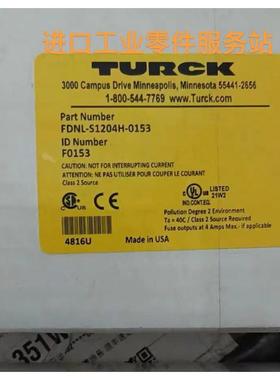 进口工业零件服务站
TURCK
3000 Campus Drive Minneapolis, Minnesota 55441-2656
1-800-544-7769 www.Turck.com
Part Number
FDNL-S1204H-0153
ID Number
F0153
CAUTION: NOT FOR INTERRUPTING CURRENT
ATTENTION: NE PAS UTILISER POUR COUPER LE COURANT
Class 2 Source
c UL US LISTED
21W2
IND.CONT.EQ.
Pollution Degree 2 Environment
Ta = 40C / Class 2 Source Required
Fuse outputs at 4 Amps Max.- if applicable
4816U
Made in USA
351W